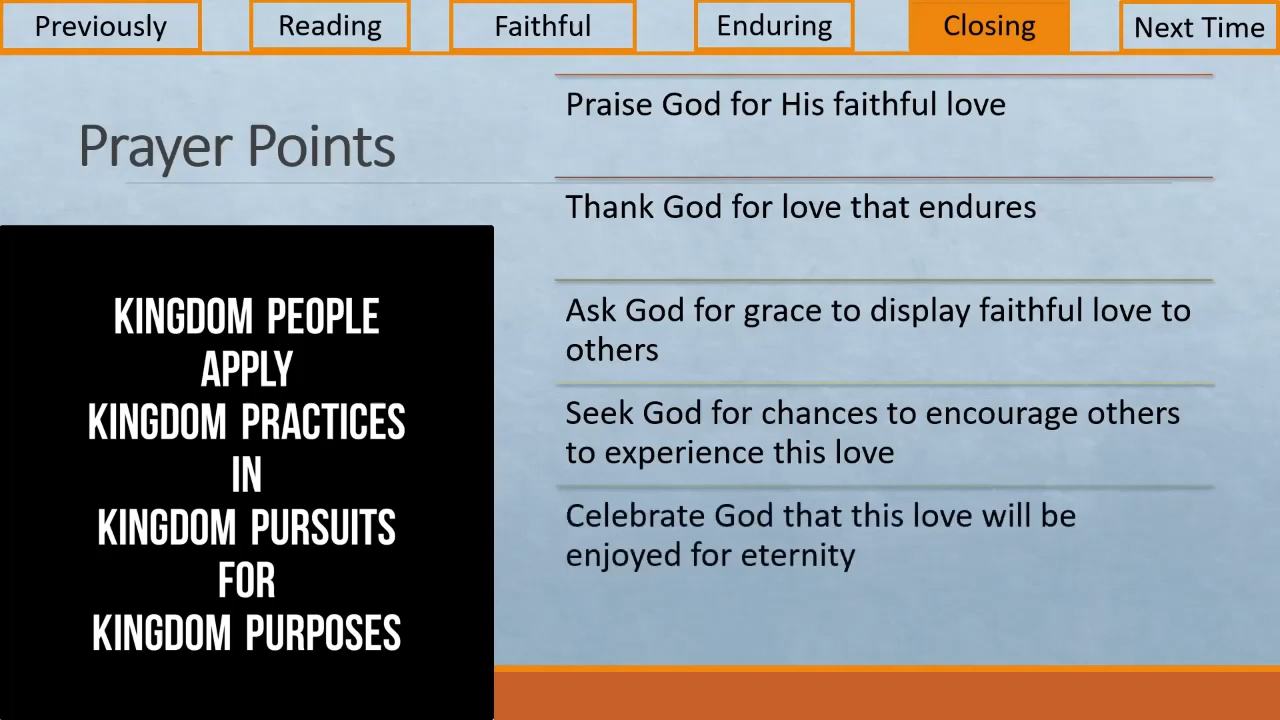 Previously
Reading
Faithful
Enduring
Closing
Next Time
Prayer Points
KINGDOM PEOPLE
APPLY
KINGDOM PRACTICES
IN
KINGDOM PURSUITS
FOR
KINGDOM PURPOSES
Praise God for His faithful love
Thank God for love that endures
Ask God for grace to display faithful love to
others
Seek God for chances to encourage others
to experience this love
Celebrate God that this love will be
enjoyed for eternity